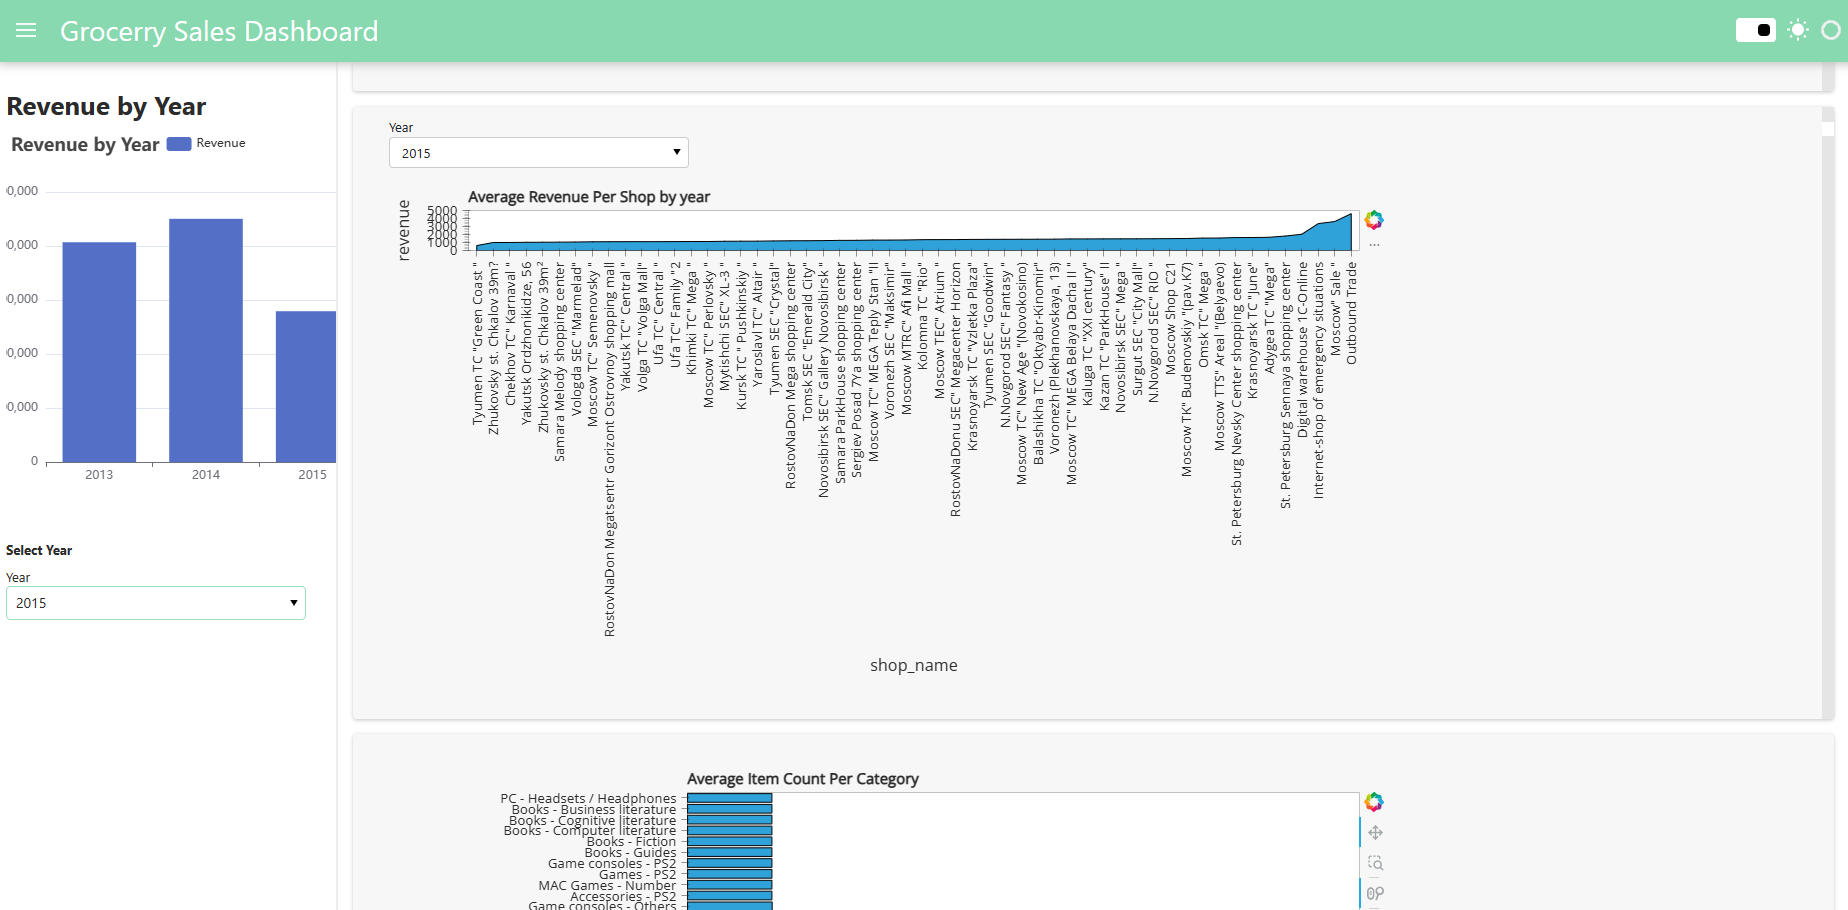 Grocerry Sales Dashboard
Revenue by Year
Revenue by Year
Revenue
0,000
0,000
0,000
0,000
0,000
0
2013
2014
2015
Select Year
Year
2015
Year
2015
Average Revenue Per Shop by year
revenue
5000
4000
3000
2000
1000
0
Tyumen TC "Green Coast "
Zhukovsky st. Chkalov 39m?
Chekhov TC" Karnaval "
Yakutsk Ordzhonikidze, 56
Zhukovsky st. Chkalov 39m²
Samara Melody shopping center
Vologda SEC "Marmelad"
Moscow TC" Semenovsky "
RostovNaDon Megatsentr Gorizont Ostrovnoy shopping mall
Yakutsk TC" Central "
Volga TC "Volga Mall"
Ufa TC" Central "
Ufa TC" Family "2
Khimki TC" Mega "
Moscow TC" Perlovsky "
Mytishchi SEC" XL-3 "
Kursk TC " Pushkinskiy "
Yaroslavl TC" Altair "
Tyumen SEC "Crystal"
RostovNaDon Mega shopping center
Tomsk SEC "Emerald City"
Novosibirsk SEC" Gallery Novosibirsk "
Samara ParkHouse shopping center
Sergiev Posad 7Ya shopping center
Moscow TC" MEGA Teply Stan "II
Voronezh SEC "Maksimir"
Moscow MTRC" Afi Mall "
Kolomna TC "Rio"
Moscow TEC" Atrium "
RostovNaDonu SEC" Megacenter Horizon
Krasnoyarsk TC "Vzletka Plaza"
Tyumen SEC "Goodwin"
N.Novgorod SEC" Fantasy "
Moscow TC" New Age "(Novokosino)
Balashikha TC "Oktyabr-Kinomir"
Voronezh (Plekhanovskaya, 13)
Moscow TC" MEGA Belaya Dacha II "
Kaluga TC "XXI century"
Kazan TC "ParkHouse" II
Novosibirsk SEC" Mega "
Surgut SEC "City Mall"
N.Novgorod SEC" RIO "
Moscow Shop C21
Moscow TK" Budenovskiy "(pav.K7)
Omsk TC" Mega "
Moscow TTS" Areal "(Belyaevo)
St. Petersburg Nevsky Center shopping center
Krasnoyarsk TC "June"
Adygea TC "Mega"
St. Petersburg Sennaya shopping center
Digital warehouse 1C-Online
Internet-shop of emergency situations
Moscow" Sale "
Outbound Trade
shop_name
Average Item Count Per Category
PC - Headsets / Headphones
Books - Business literature
Books - Cognitive literature
Books - Computer literature
Books - Fiction
Books - Guides
Game consoles - PS2
Games - PS2
MAC Games - Number
Accessories - PS2
Game consoles - Others